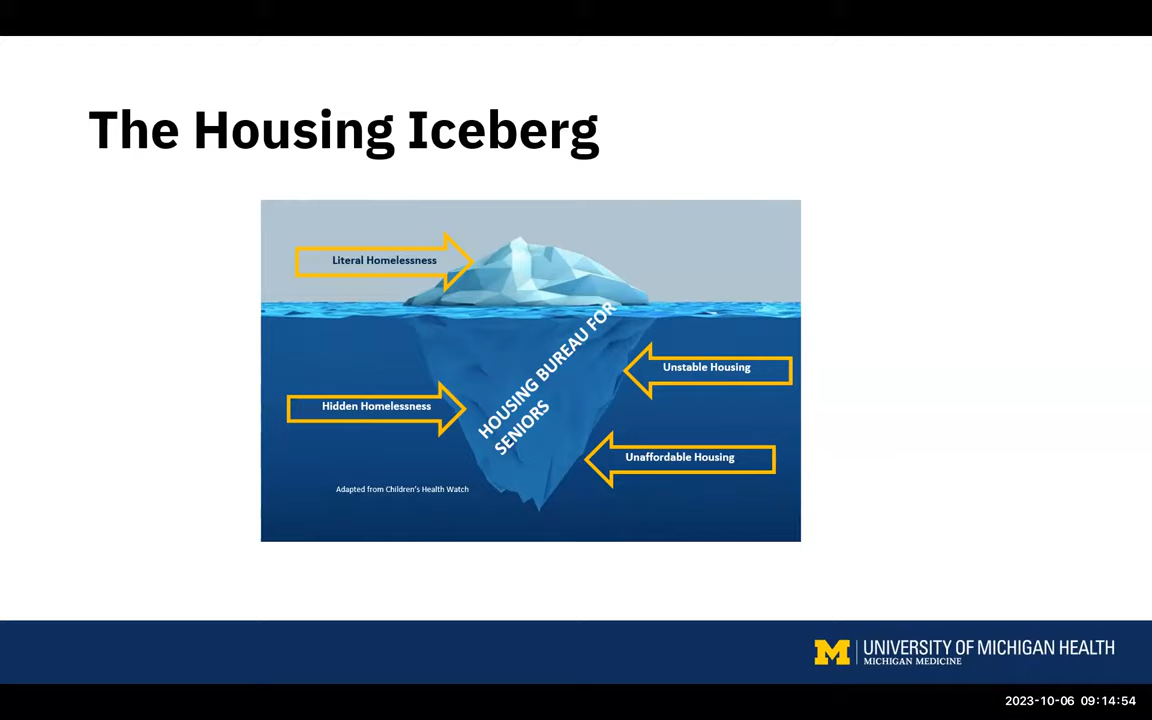 The Housing Iceberg
Literal Homelessness
HOUSING BUREAU FOR
SENIORS
Unstable Housing
Hidden Homelessness
Unaffordable Housing
Adapted from Children's Health Watch
M UNIVERSITY OF MICHIGAN HEALTH
MICHIGAN MEDICINE
2023-10-06 09:14:54